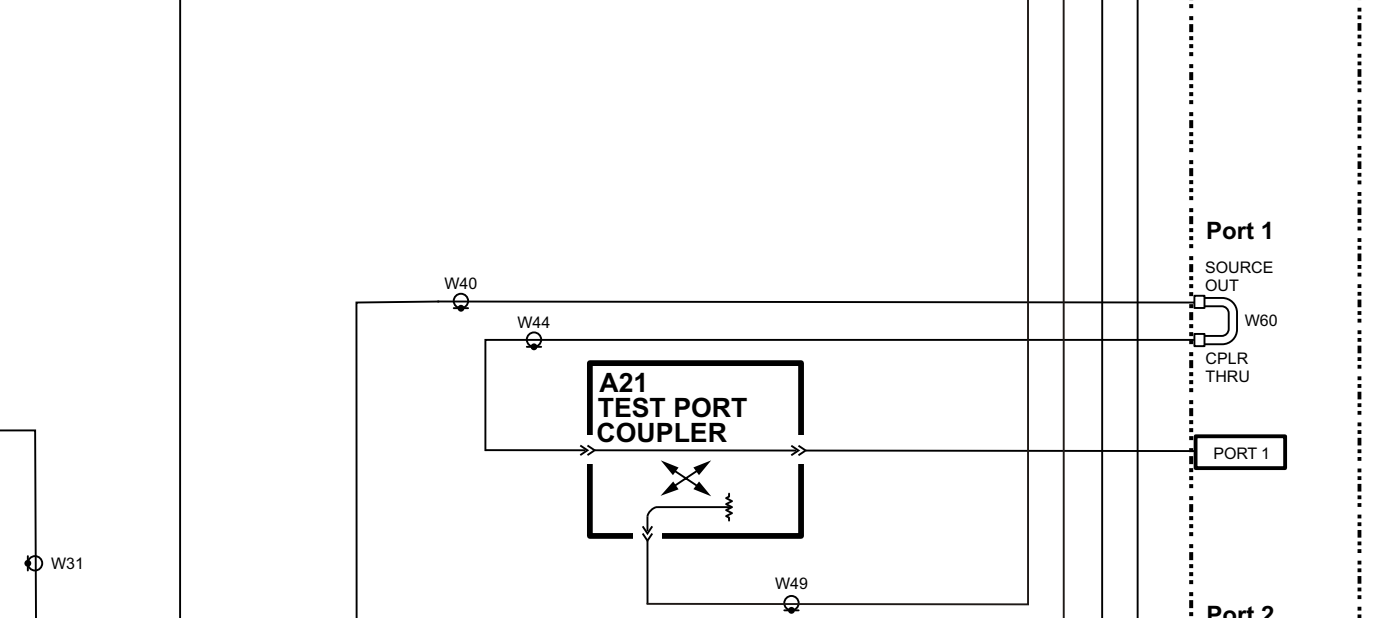 Port 1
SOURCE
OUT
W40
W60
W44
CPLR
THRU
A21
TEST PORT
COUPLER
PORT 1
W31
W49
Port 2